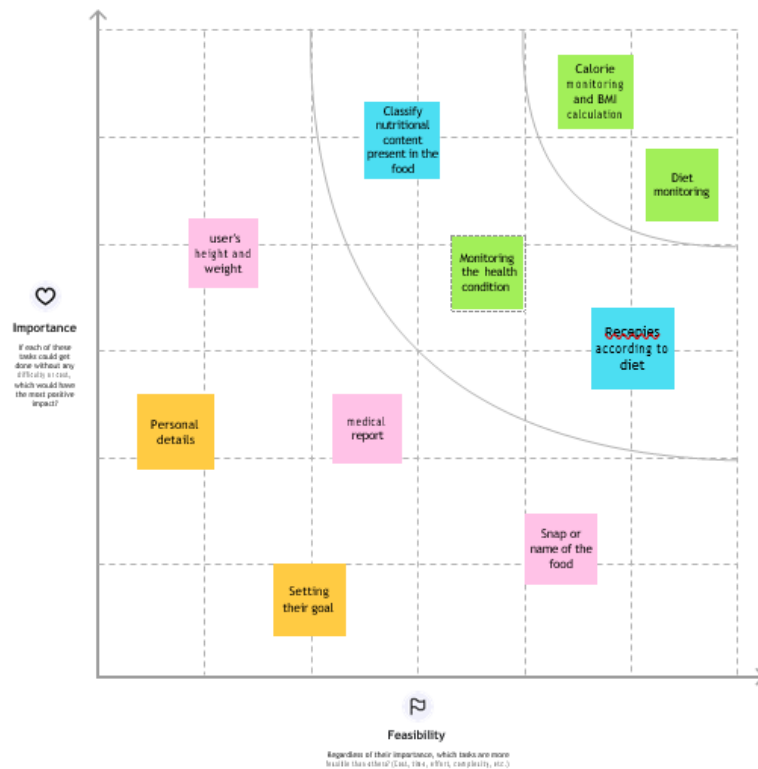 Calorie
monitoring
and BMI
calculation
Classify
nutritional
content
present in the
food
Diet
monitoring
user's
height and
weight
Monitoring
the health
condition
Recepies
according to
diet
Importance
If each of these
tasks could get
done without any
difficulty or cost,
which would have
the most positive
impact?
Personal
details
medical
report
Snap or
name of the
food
Setting
their goal
Feasibility
Regardless of their importance, which tasks are more
feasible than others? (Cost, time, effort, complexity, etc.)